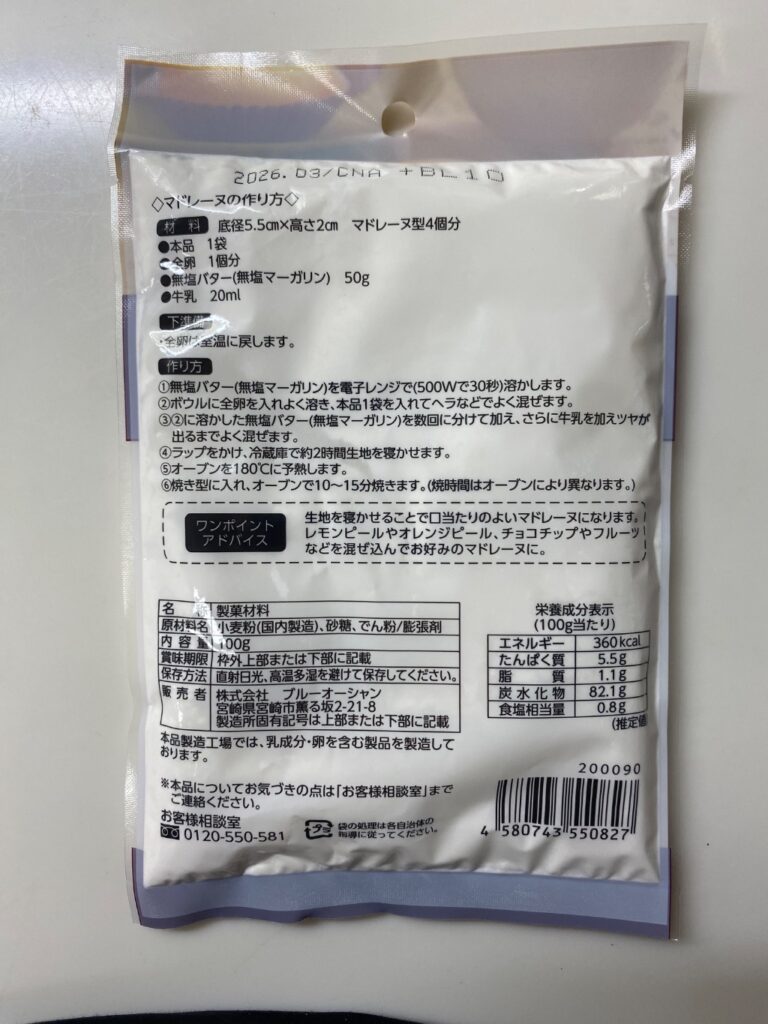 2026.03/CNA +BL10
◇マドレーヌの作り方◇
材料 底径5.5cm×高さ2cm マドレーヌ型4個分
●本品 1袋
●全卵 1個分
●無塩バター(無塩マーガリン) 50g
●牛乳 20ml
下準備
・全卵は室温に戻します。
作り方
①無塩バター(無塩マーガリン)を電子レンジで(500Wで30秒)溶かします。
②ボウルに全卵を入れよく溶き、本品1袋を入れてヘラなどでよく混ぜます。
③②に溶かした無塩バター(無塩マーガリン)を数回に分けて加え、さらに牛乳を加えツヤが
出るまでよく混ぜます。
④ラップをかけ、冷蔵庫で約2時間生地を寝かせます。
⑤オーブンを180℃に予熱します。
⑥焼き型に入れ、オーブンで10〜15分焼きます。(焼時間はオーブンにより異なります。)
ワンポイント
アドバイス
生地を寝かせることで口当たりのよいマドレーヌになります。
レモンピールやオレンジピール、チョコチップやフルーツ
などを混ぜ込んでお好みのマドレーヌに。
名称 製菓材料
原材料名 小麦粉(国内製造)、砂糖、でん粉/膨張剤
内容量 100g
賞味期限 枠外上部または下部に記載
保存方法 直射日光、高温多湿を避けて保存してください。
販売者 株式会社 ブルーオーシャン
宮崎県宮崎市薫る坂2-21-8
製造所固有記号は上部または下部に記載
本品製造工場では、乳成分・卵を含む製品を製造して
おります。
※本品についてお気づきの点は「お客様相談室」まで
ご連絡ください。
お客様相談室
0120-550-581
プラ
袋の処理は各自治体の
指導に従ってください。
栄養成分表示
(100g当たり)
エネルギー 360kcal
たんぱく質 5.5g
脂質 1.1g
炭水化物 82.1g
食塩相当量 0.8g
(推定値)
200090
4 580743 550827